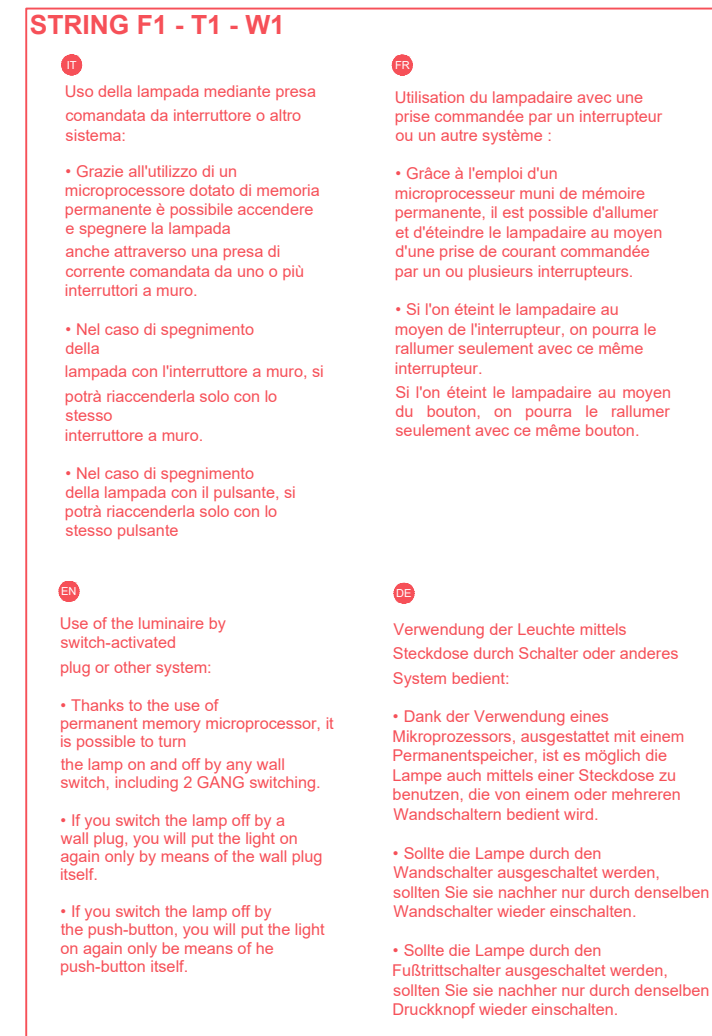 STRING F1 - T1 - W1
IT
Uso della lampada mediante presa
comandata da interruttore o altro
sistema:
• Grazie all'utilizzo di un
microprocessore dotato di memoria
permanente è possibile accendere
e spegnere la lampada
anche attraverso una presa di
corrente comandata da uno o più
interruttori a muro.
• Nel caso di spegnimento
della
lampada con l'interruttore a muro, si
potrà riaccenderla solo con lo
stesso
interruttore a muro.
• Nel caso di spegnimento
della lampada con il pulsante, si
potrà riaccenderla solo con lo
stesso pulsante
FR
Utilisation du lampadaire avec une
prise commandée par un interrupteur
ou un autre système :
• Grâce à l'emploi d'un
microprocesseur muni de mémoire
permanente, il est possible d'allumer
et d'éteindre le lampadaire au moyen
d'une prise de courant commandée
par un ou plusieurs interrupteurs.
• Si l'on éteint le lampadaire au
moyen de l'interrupteur, on pourra le
rallumer seulement avec ce même
interrupteur.
Si l'on éteint le lampadaire au moyen
du bouton, on pourra le rallumer
seulement avec ce même bouton.
EN
Use of the luminaire by
switch-activated
plug or other system:
• Thanks to the use of
permanent memory microprocessor, it
is possible to turn
the lamp on and off by any wall
switch, including 2 GANG switching.
• If you switch the lamp off by a
wall plug, you will put the light on
again only by means of the wall plug
itself.
• If you switch the lamp off by
the push-button, you will put the light
on again only be means of he
push-button itself.
DE
Verwendung der Leuchte mittels
Steckdose durch Schalter oder anderes
System bedient:
• Dank der Verwendung eines
Mikroprozessors, ausgestattet mit einem
Permanentspeicher, ist es möglich die
Lampe auch mittels einer Steckdose zu
benutzen, die von einem oder mehreren
Wandschaltern bedient wird.
• Sollte die Lampe durch den
Wandschalter ausgeschaltet werden,
sollten Sie sie nachher nur durch denselben
Wandschalter wieder einschalten.
• Sollte die Lampe durch den
Fußtrittschalter ausgeschaltet werden,
sollten Sie sie nachher nur durch denselben
Druckknopf wieder einschalten.